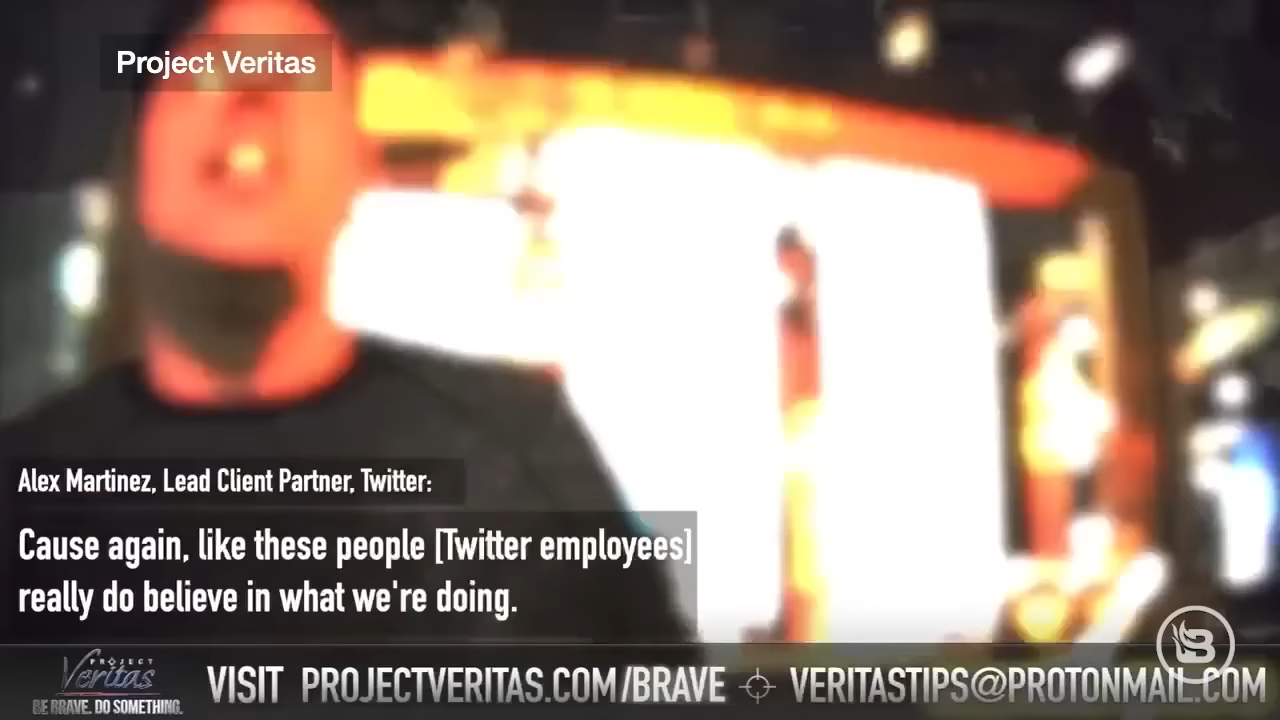 Project Veritas
Alex Martinez, Lead Client Partner, Twitter:
Cause again, like these people [Twitter employees]
really do believe in what we're doing.
PROJECT
Veritas
BE BRAVE. DO SOMETHING.
VISIT PROJECTVERITAS.COM/BRAVE VERITASTIPS@PROTONMAIL.COM
B